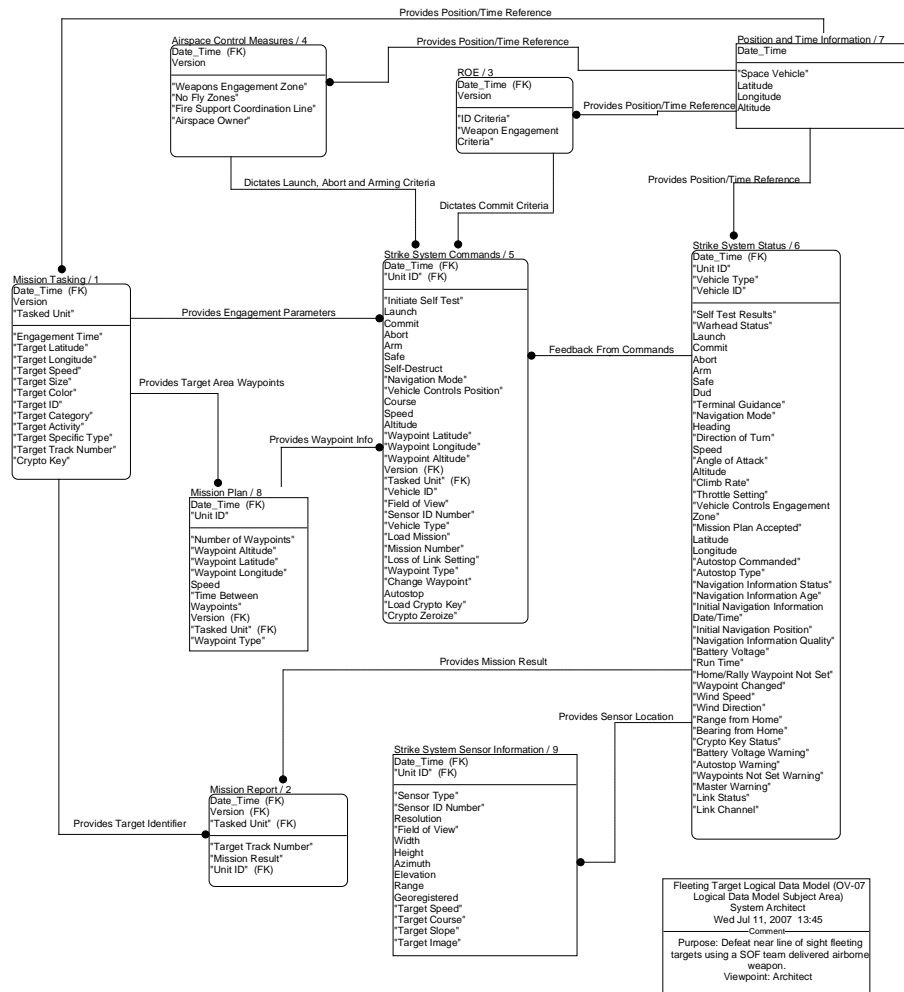 Provides Position/Time Reference
Airspace Control Measures / 4
Date_Time (FK)
Version
"Weapons Engagement Zone"
"No Fly Zones"
"Fire Support Coordination Line"
"Airspace Owner"
Provides Position/Time Reference
ROE / 3
Date_Time (FK)
Version
"ID Criteria"
"Weapon Engagement
Criteria"
Provides Position/Time Reference
Position and Time Information / 7
Date_Time
"Space Vehicle"
Latitude
Longitude
Altitude
Dictates Launch, Abort and Arming Criteria
Dictates Commit Criteria
Provides Position/Time Reference
Mission Tasking / 1
Date_Time (FK)
Version
"Tasked Unit"
"Engagement Time"
"Target Latitude"
"Target Longitude"
"Target Speed"
"Target Size"
"Target Color"
"Target ID"
"Target Category"
"Target Activity"
"Target Specific Type"
"Target Track Number"
"Crypto Key"
Provides Engagement Parameters
Provides Target Area Waypoints
Provides Waypoint Info
Strike System Commands / 5
Date_Time (FK)
"Unit ID" (FK)
"Initiate Self Test"
Launch
Commit
Abort
Arm
Safe
Self-Destruct
"Navigation Mode"
"Vehicle Controls Position"
Course
Speed
Altitude
"Waypoint Latitude"
"Waypoint Longitude"
"Waypoint Altitude"
Version (FK)
"Tasked Unit" (FK)
"Vehicle ID"
"Field of View"
"Sensor ID Number"
"Vehicle Type"
"Load Mission"
"Mission Number"
"Loss of Link Setting"
"Waypoint Type"
"Change Waypoint"
Autostop
"Load Crypto Key"
"Crypto Zeroize"
Feedback From Commands
Strike System Status / 6
Date_Time (FK)
"Unit ID"
"Vehicle Type"
"Vehicle ID"
"Self Test Results"
"Warhead Status"
Launch
Commit
Abort
Arm
Safe
Dud
"Terminal Guidance"
"Navigation Mode"
Heading
"Direction of Turn"
Speed
"Angle of Attack"
Altitude
"Climb Rate"
"Throttle Setting"
"Vehicle Controls Engagement
Zone"
"Mission Plan Accepted"
Latitude
Longitude
"Autostop Commanded"
"Autostop Type"
"Navigation Information Status"
"Navigation Information Age"
"Initial Navigation Information
Date/Time"
"Initial Navigation Position"
"Navigation Information Quality"
"Battery Voltage"
"Run Time"
"Home/Rally Waypoint Not Set"
"Waypoint Changed"
"Wind Speed"
"Wind Direction"
"Range from Home"
"Bearing from Home"
"Crypto Key Status"
"Battery Voltage Warning"
"Autostop Warning"
"Waypoints Not Set Warning"
"Master Warning"
"Link Status"
"Link Channel"
Mission Plan / 8
Date_Time (FK)
"Unit ID"
"Number of Waypoints"
"Waypoint Altitude"
"Waypoint Latitude"
"Waypoint Longitude"
Speed
"Time Between
Waypoints"
Version (FK)
"Tasked Unit" (FK)
"Waypoint Type"
Provides Mission Result
Provides Sensor Location
Strike System Sensor Information / 9
Date_Time (FK)
"Unit ID" (FK)
"Sensor Type"
"Sensor ID Number"
Resolution
"Field of View"
Width
Height
Azimuth
Elevation
Range
Georegistered
"Target Speed"
"Target Course"
"Target Slope"
"Target Image"
Provides Target Identifier
Mission Report / 2
Date_Time (FK)
Version (FK)
"Tasked Unit" (FK)
"Target Track Number"
"Mission Result"
"Unit ID" (FK)
Fleeting Target Logical Data Model (OV-07
Logical Data Model Subject Area)
System Architect
Wed Jul 11, 2007 13:45
Comment
Purpose: Defeat near line of sight fleeting
targets using a SOF team delivered airborne
weapon.
Viewpoint: Architect